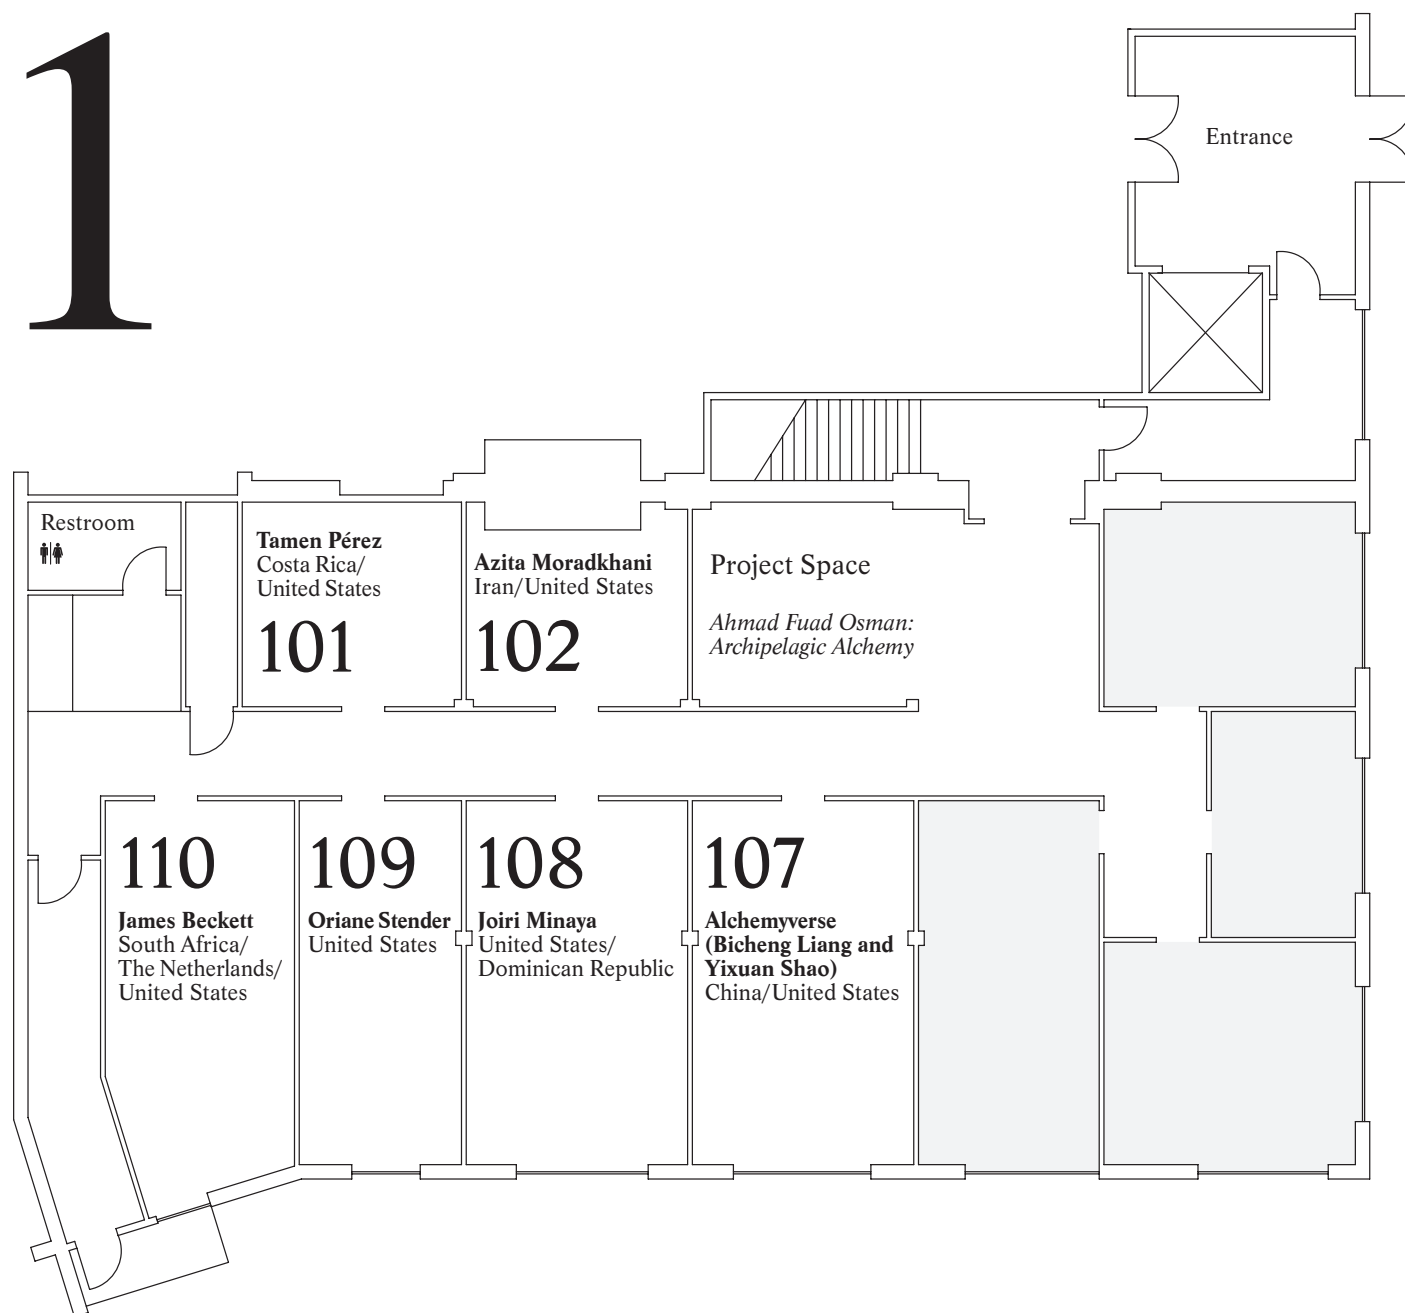 1
Entrance
Restroom
Tamen Pérez
Costa Rica/
United States
101
Azita Moradkhani
Iran/United States
102
Project Space
Ahmad Fuad Osman:
Archipelagic Alchemy
110
James Beckett
South Africa/
The Netherlands/
United States
109
Oriane Stender
United States
108
Joiri Minaya
United States/
Dominican Republic
107
Alchemyverse
(Bicheng Liang and
Yixuan Shao)
China/United States